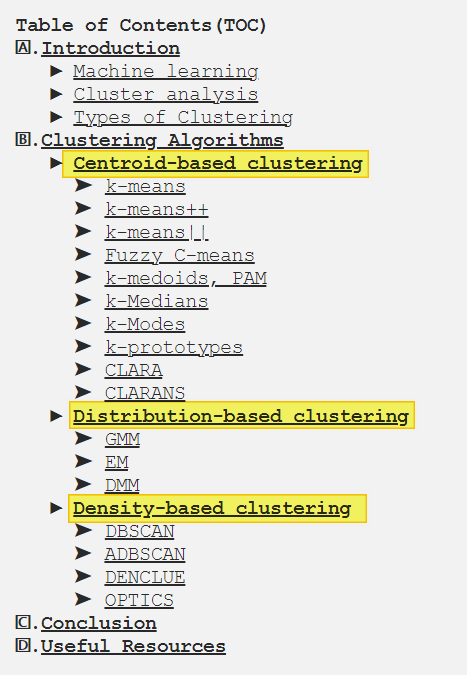 Table of Contents(TOC)
🄰.Introduction
► Machine learning
► Cluster analysis
► Types of Clustering
🄱.Clustering Algorithms
► Centroid-based clustering
➤ k-means
➤ k-means++
➤ k-means||
➤ Fuzzy C-means
➤ k-medoids, PAM
➤ k-Medians
➤ k-Modes
➤ k-prototypes
➤ CLARA
➤ CLARANS
► Distribution-based clustering
➤ GMM
➤ EM
➤ DMM
► Density-based clustering
➤ DBSCAN
➤ ADBSCAN
➤ DENCLUE
➤ OPTICS
🄲.Conclusion
🄳.Useful Resources